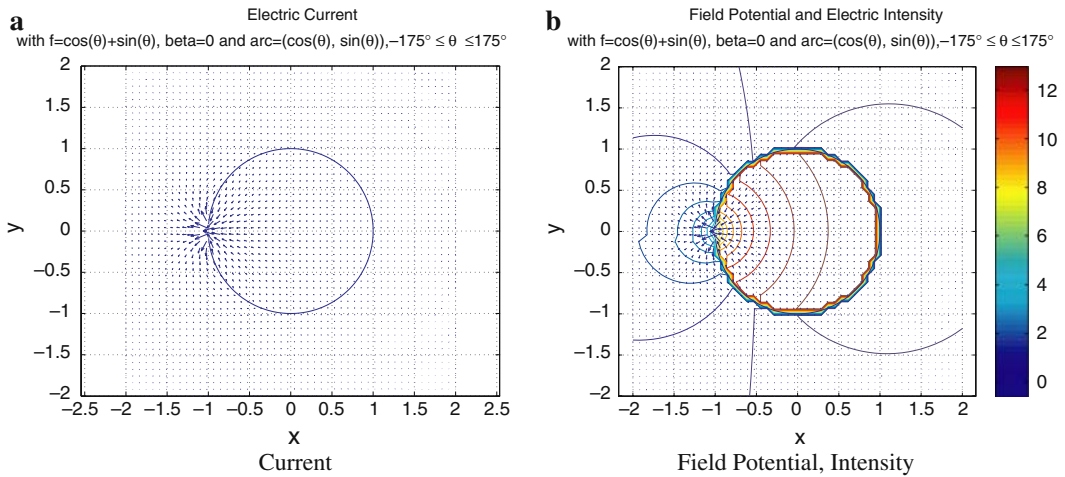 a
Electric Current
with f=cos(θ)+sin(θ), beta=0 and arc=(cos(θ), sin(θ)),−175° ≤ θ ≤175°
2
1.5
1
0.5
0
−0.5
−1
−1.5
−2
y
−2.5 −2 −1.5 −1 −0.5 0 0.5 1 1.5 2 2.5
x
Current
b
Field Potential and Electric Intensity
with f=cos(θ)+sin(θ), beta=0 and arc=(cos(θ), sin(θ)),−175° ≤ θ ≤175°
2
1.5
1
0.5
0
−0.5
−1
−1.5
−2
y
−2 −1.5 −1 −0.5 0 0.5 1 1.5 2
x
12
10
8
6
4
2
0
Field Potential, Intensity